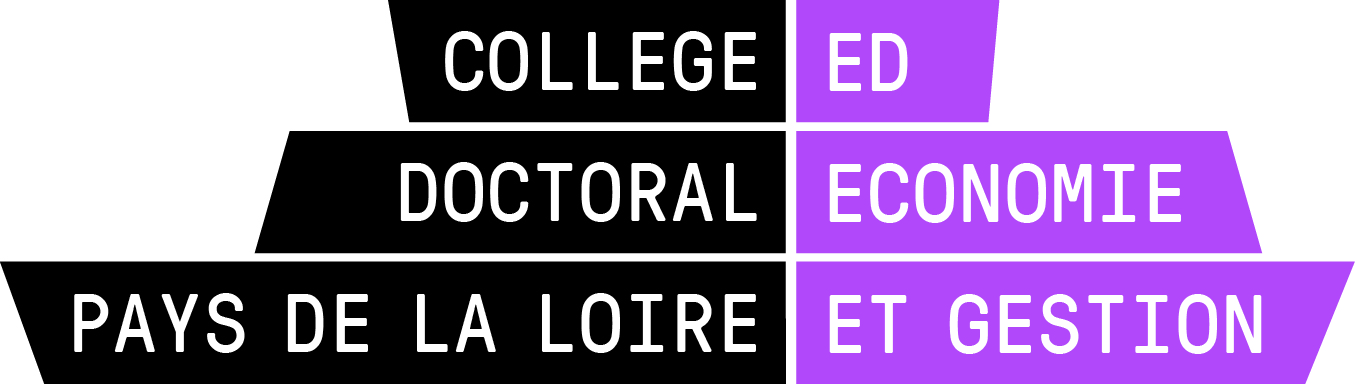 COLLEGE ED
DOCTORAL ECONOMIE
PAYS DE LA LOIRE ET GESTION